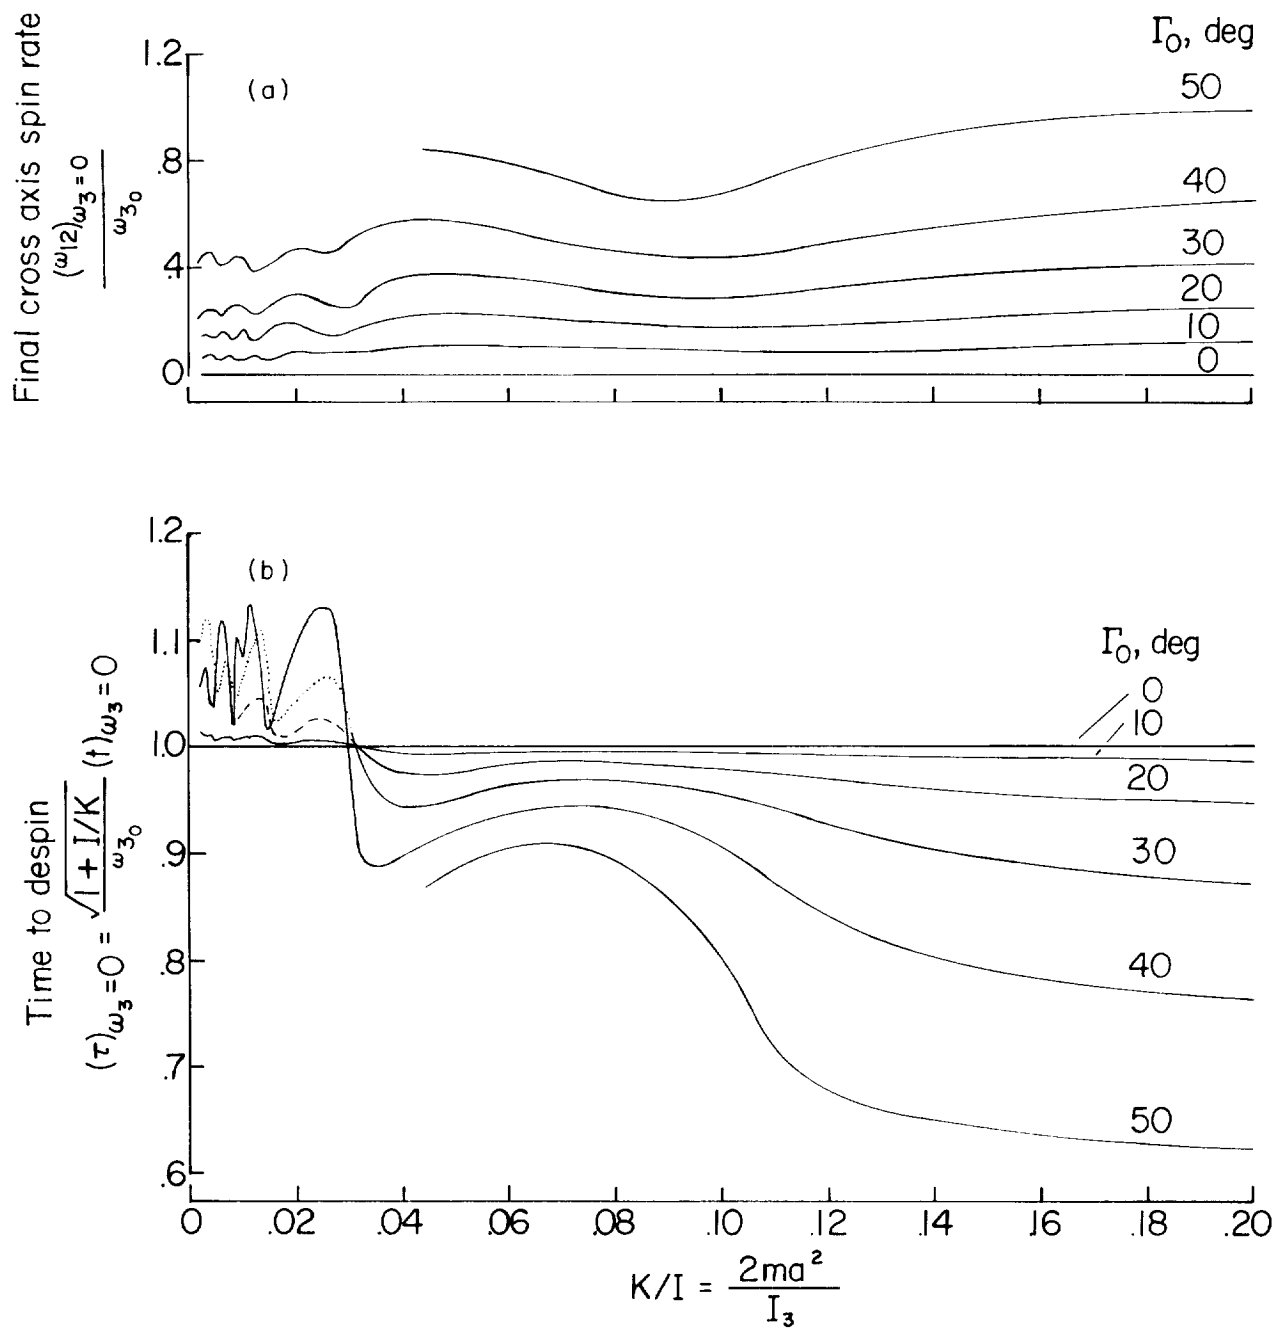 Final cross axis spin rate
(ω12)ω3=0
ω30
1.2
.8
.4
0
(a)
Γ0, deg
50
40
30
20
10
0
Time to despin
(τ)ω3=0 = √1 + I/K (t)ω3=0
ω30
1.2
1.1
1.0
.9
.8
.7
.6
(b)
Γ0, deg
0
10
20
30
40
50
0 .02 .04 .06 .08 .10 .12 .14 .16 .18 .20
K/I = 2ma²
I3